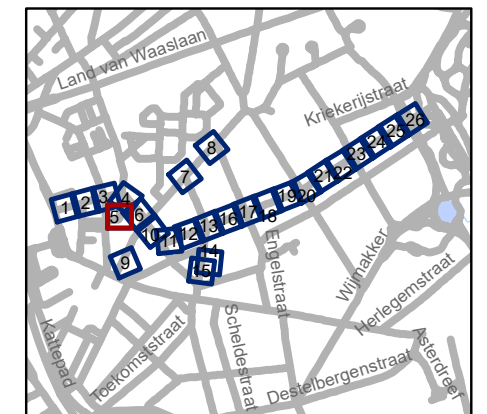 Land van Waaslaan
Kriekerijstraat
8
7
26
25
24
23
22
21
20
19
18
17
16
13
12
11
10
14
15
1
2
3
4
5
6
9
Engelstraat
Wijmakker
Herlegemstraat
Kattepad
Toekomststraat
Scheldestraat
Destelbergenstraat
Asterdreef